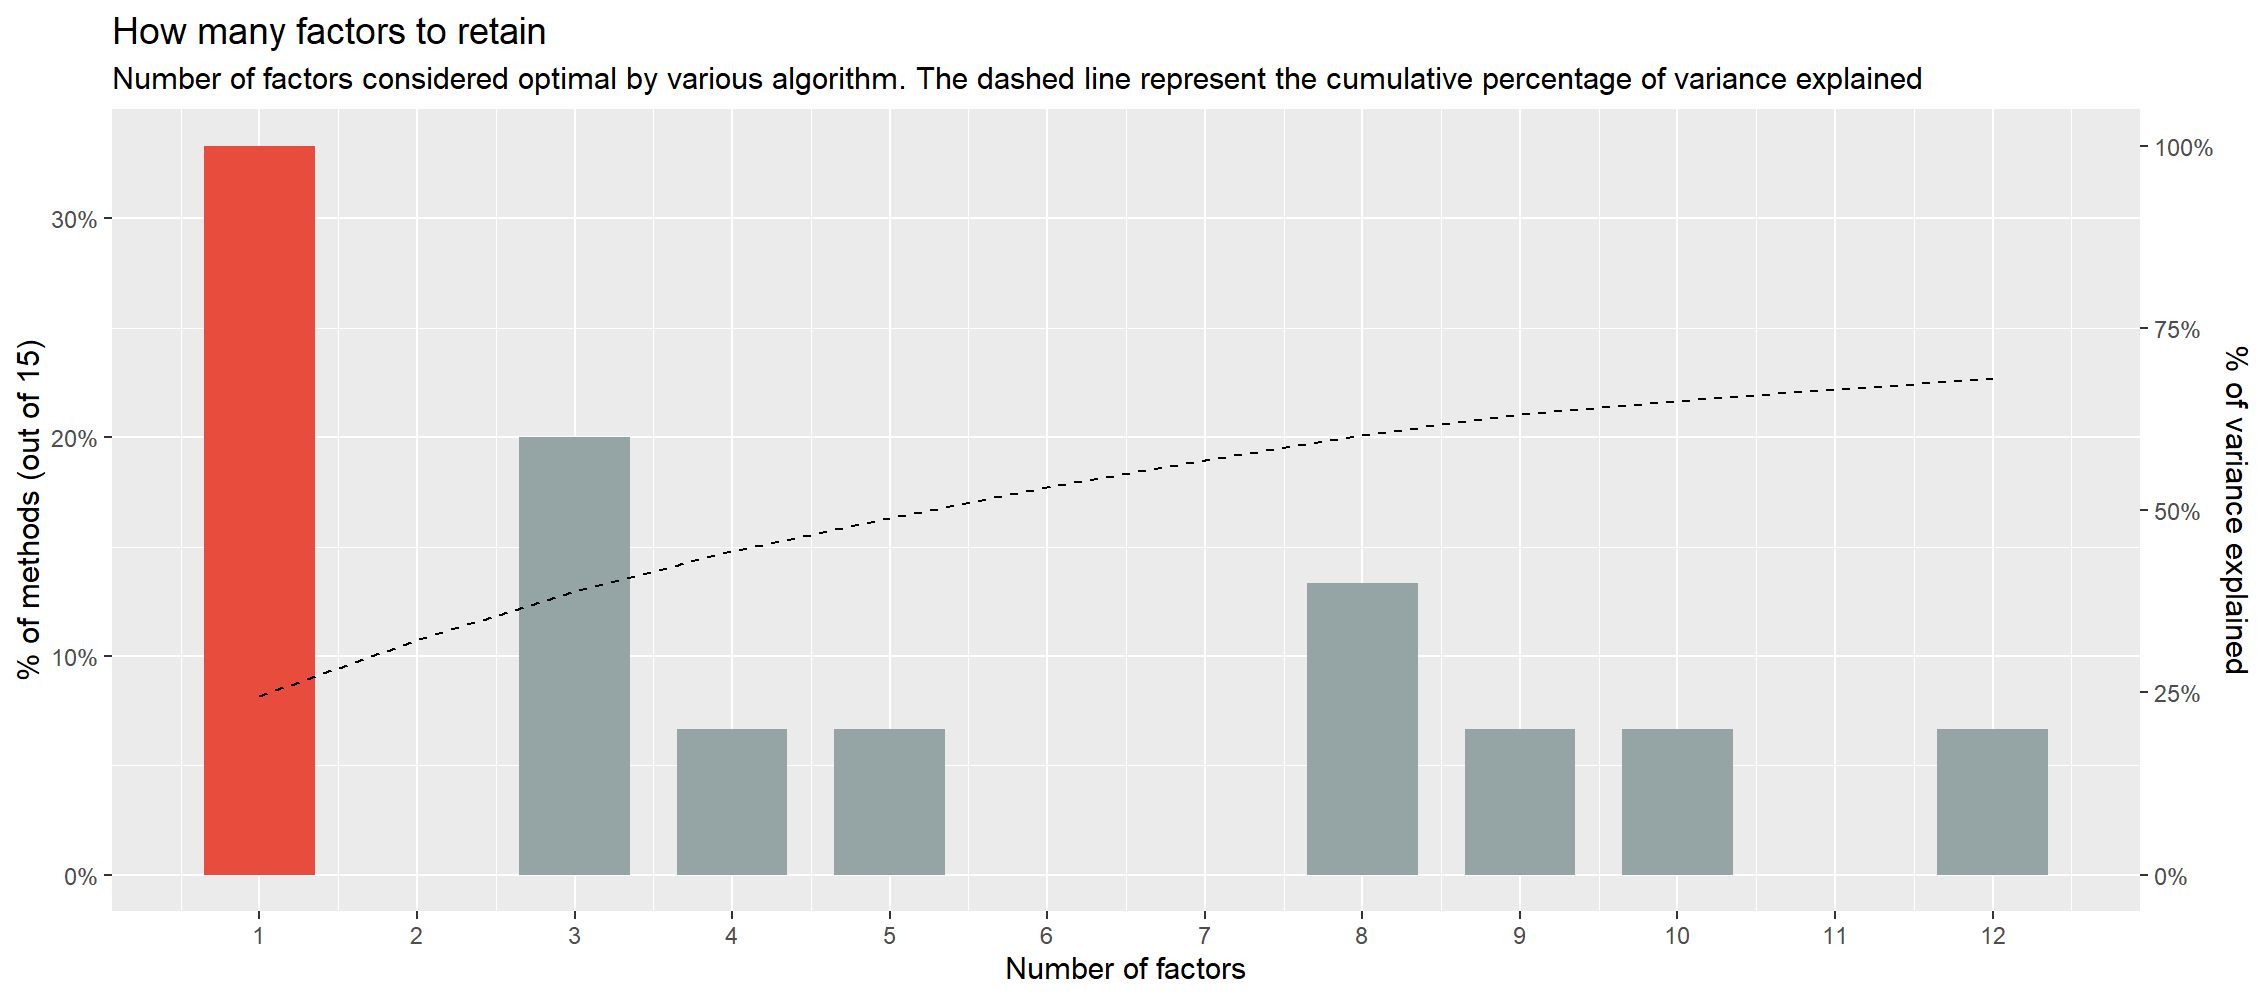 How many factors to retain
Number of factors considered optimal by various algorithm. The dashed line represent the cumulative percentage of variance explained
% of methods (out of 15)
30%
20%
10%
0%
100%
75%
50%
25%
0%
% of variance explained
1 2 3 4 5 6 7 8 9 10 11 12
Number of factors